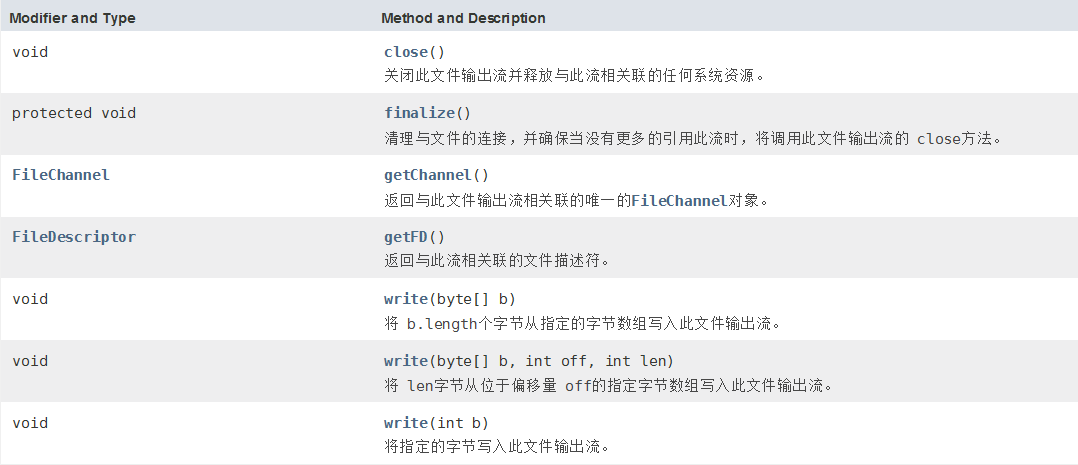 Modifier and Type Method and Description
void close()
关闭此文件输出流并释放与此流相关联的任何系统资源。
protected void finalize()
清理与文件的连接，并确保当没有更多的引用此流时，将调用此文件输出流的 close方法。
FileChannel getChannel()
返回与此文件输出流相关联的唯一的FileChannel对象。
FileDescriptor getFD()
返回与此流相关联的文件描述符。
void write(byte[] b)
将 b.length个字节从指定的字节数组写入此文件输出流。
void write(byte[] b, int off, int len)
将 len字节从位于偏移量 off的指定字节数组写入此文件输出流。
void write(int b)
将指定的字节写入此文件输出流。